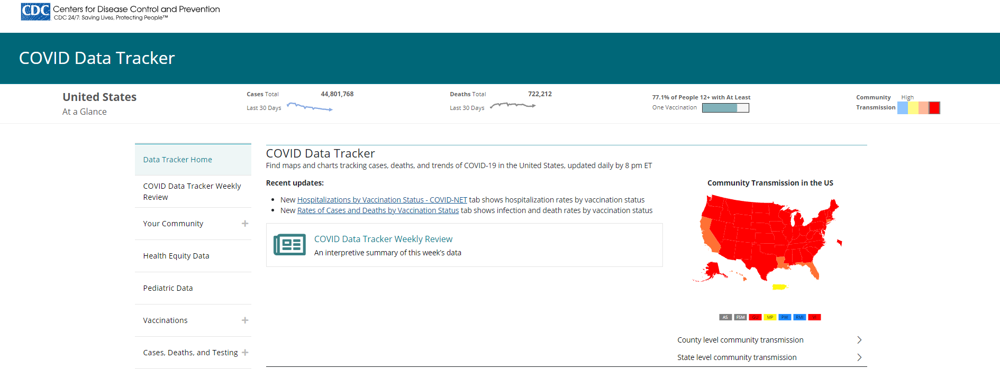 CDC
Centers for Disease Control and Prevention
CDC 24/7: Saving Lives, Protecting People™
COVID Data Tracker
United States
At a Glance
Cases Total 44,801,768
Last 30 Days
Deaths Total 722,212
Last 30 Days
77.1% of People 12+ with At Least
One Vaccination
Community High
Transmission
Data Tracker Home
COVID Data Tracker Weekly
Review
Your Community +
Health Equity Data
Pediatric Data
Vaccinations +
Cases, Deaths, and Testing +
COVID Data Tracker
Find maps and charts tracking cases, deaths, and trends of COVID-19 in the United States, updated daily by 8 pm ET
Recent updates:
• New Hospitalizations by Vaccination Status - COVID-NET tab shows hospitalization rates by vaccination status
• New Rates of Cases and Deaths by Vaccination Status tab shows infection and death rates by vaccination status
COVID Data Tracker Weekly Review
An interpretive summary of this week's data
Community Transmission in the US
AS FSM GU MP PW RMI VI
County level community transmission
State level community transmission